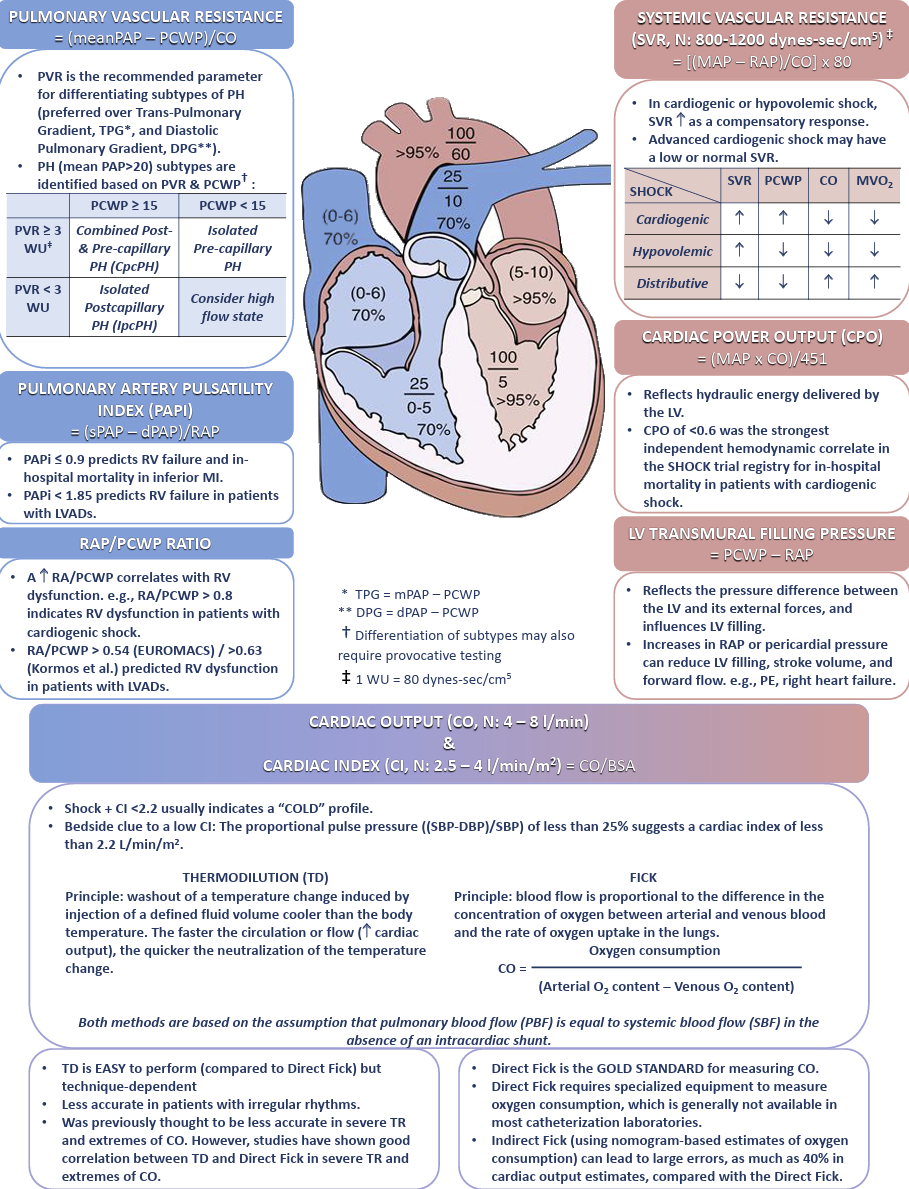 PULMONARY VASCULAR RESISTANCE
= (meanPAP – PCWP)/CO
• PVR is the recommended parameter
for differentiating subtypes of PH
(preferred over Trans-Pulmonary
Gradient, TPG*, and Diastolic
Pulmonary Gradient, DPG**).
• PH (mean PAP>20) subtypes are
identified based on PVR & PCWP† :
PCWP ≥ 15 PCWP < 15
PVR ≥ 3 WU‡ Combined Post- & Pre-capillary PH (CpcPH) Isolated Pre-capillary PH
PVR < 3 WU Isolated Postcapillary PH (IpcPH) Consider high flow state
PULMONARY ARTERY PULSATILITY
INDEX (PAPI)
= (sPAP – dPAP)/RAP
• PAPi ≤ 0.9 predicts RV failure and in-
hospital mortality in inferior MI.
• PAPi < 1.85 predicts RV failure in patients
with LVADs.
RAP/PCWP RATIO
• A ↑ RA/PCWP correlates with RV
dysfunction. e.g., RA/PCWP > 0.8
indicates RV dysfunction in patients with
cardiogenic shock.
• RA/PCWP > 0.54 (EUROMACS) / >0.63
(Kormos et al.) predicted RV dysfunction
in patients with LVADs.
>95%
100
60
25
10
70%
(0-6)
70%
(0-6)
70%
(5-10)
>95%
100
5
>95%
25
0-5
70%
* TPG = mPAP – PCWP
** DPG = dPAP – PCWP
† Differentiation of subtypes may also
require provocative testing
‡ 1 WU = 80 dynes-sec/cm⁵
SYSTEMIC VASCULAR RESISTANCE
(SVR, N: 800-1200 dynes-sec/cm⁵) ‡
= [(MAP – RAP)/CO] x 80
• In cardiogenic or hypovolemic shock,
SVR ↑ as a compensatory response.
• Advanced cardiogenic shock may have
a low or normal SVR.
SHOCK SVR PCWP CO MVO₂
Cardiogenic ↑ ↑ ↓ ↓
Hypovolemic ↑ ↓ ↓ ↓
Distributive ↓ ↓ ↑ ↑
CARDIAC POWER OUTPUT (CPO)
= (MAP x CO)/451
• Reflects hydraulic energy delivered by
the LV.
• CPO of <0.6 was the strongest
independent hemodynamic correlate in
the SHOCK trial registry for in-hospital
mortality in patients with cardiogenic
shock.
LV TRANSMURAL FILLING PRESSURE
= PCWP – RAP
• Reflects the pressure difference between
the LV and its external forces, and
influences LV filling.
• Increases in RAP or pericardial pressure
can reduce LV filling, stroke volume, and
forward flow. e.g., PE, right heart failure.
CARDIAC OUTPUT (CO, N: 4 – 8 l/min)
&
CARDIAC INDEX (CI, N: 2.5 – 4 l/min/m²) = CO/BSA
• Shock + CI <2.2 usually indicates a “COLD” profile.
• Bedside clue to a low CI: The proportional pulse pressure ((SBP-DBP)/SBP) of less than 25% suggests a cardiac index of less
than 2.2 L/min/m².
THERMODILUTION (TD)
Principle: washout of a temperature change induced by
injection of a defined fluid volume cooler than the body
temperature. The faster the circulation or flow (↑ cardiac
output), the quicker the neutralization of the temperature
change.
FICK
Principle: blood flow is proportional to the difference in the
concentration of oxygen between arterial and venous blood
and the rate of oxygen uptake in the lungs.
Oxygen consumption
CO =
(Arterial O₂ content – Venous O₂ content)
Both methods are based on the assumption that pulmonary blood flow (PBF) is equal to systemic blood flow (SBF) in the
absence of an intracardiac shunt.
• TD is EASY to perform (compared to Direct Fick) but
technique-dependent
• Less accurate in patients with irregular rhythms.
• Was previously thought to be less accurate in severe TR
and extremes of CO. However, studies have shown good
correlation between TD and Direct Fick in severe TR and
extremes of CO.
• Direct Fick is the GOLD STANDARD for measuring CO.
• Direct Fick requires specialized equipment to measure
oxygen consumption, which is generally not available in
most catheterization laboratories.
• Indirect Fick (using nomogram-based estimates of oxygen
consumption) can lead to large errors, as much as 40% in
cardiac output estimates, compared with the Direct Fick.